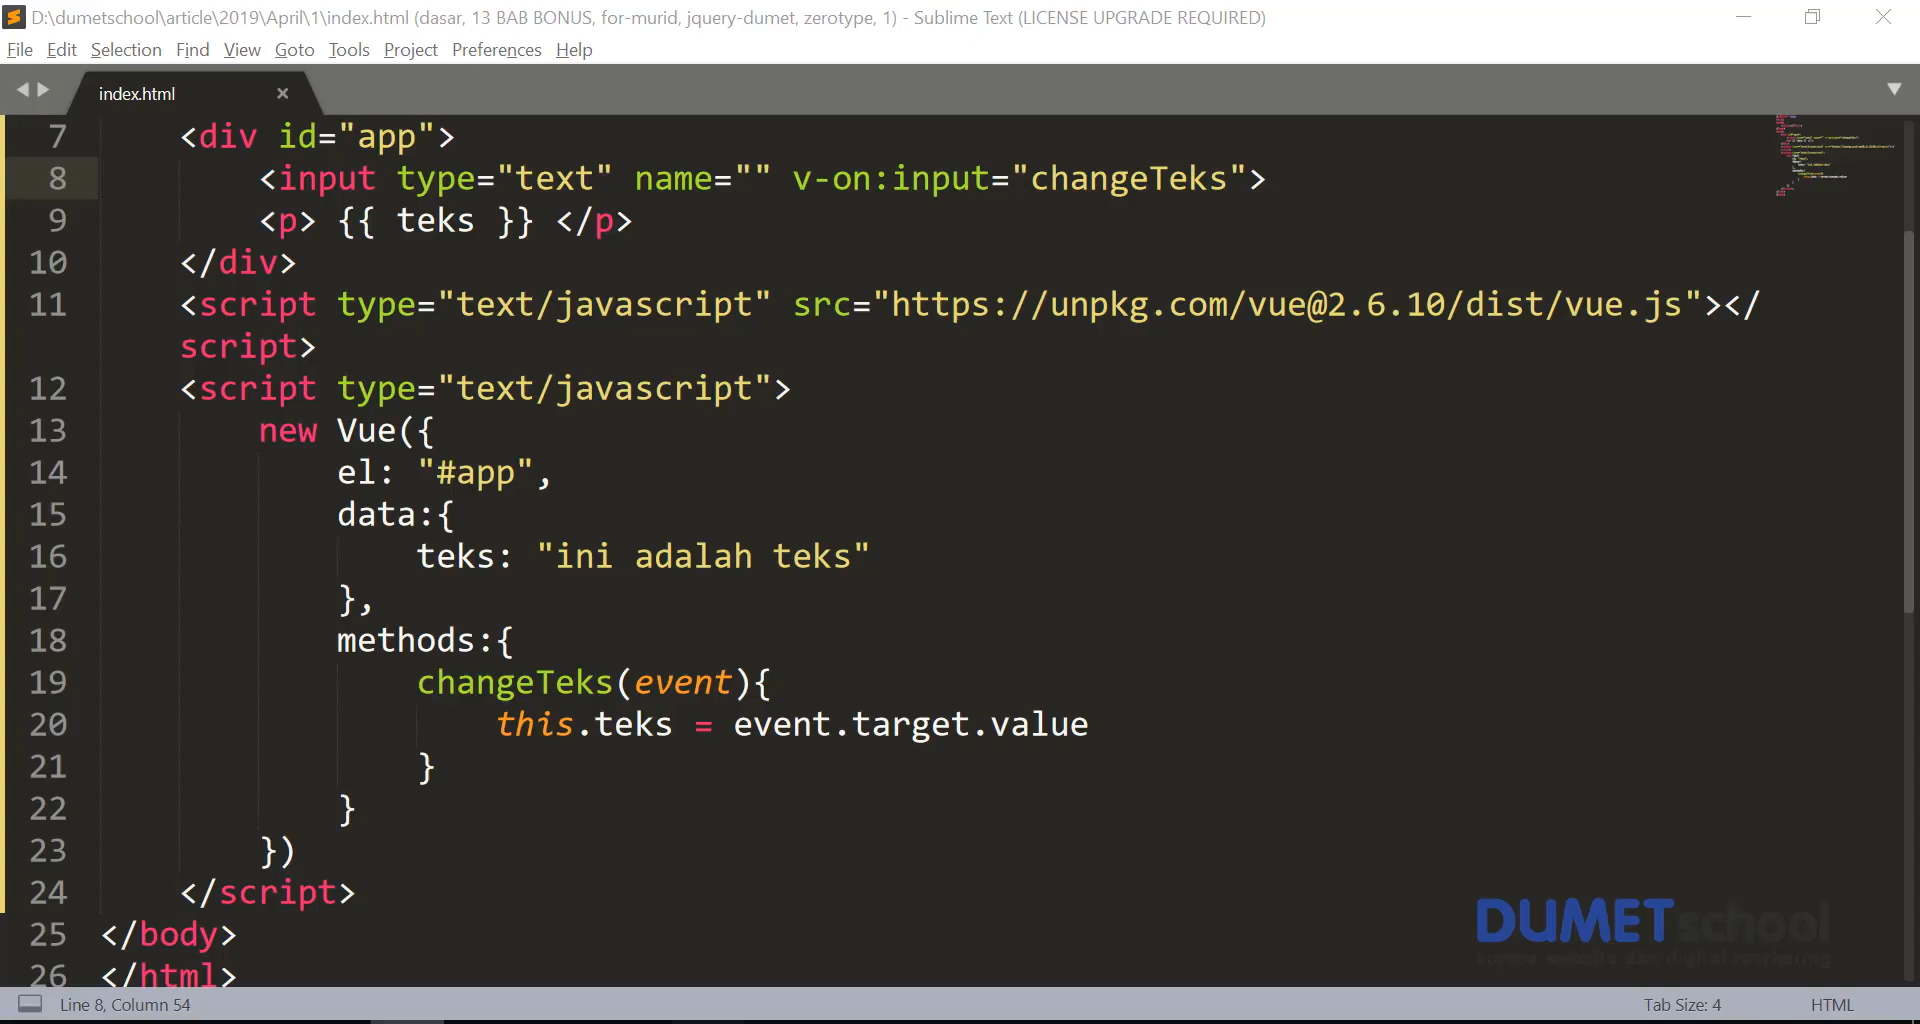 D:\dumetschool\article\2019\April\1\index.html (dasar, 13 BAB BONUS, for-murid, jquery-dumet, zerotype, 1) - Sublime Text (LICENSE UPGRADE REQUIRED)
File Edit Selection Find Goto View Tools Project Preferences Help
index.html ×
7 <div id="app">
8 <input type="text" name="" v-on:input="changeTeks">
9 <p> {{ teks }} </p>
10 </div>
11 <script type="text/javascript" src="https://unpkg.com/vue@2.6.10/dist/vue.js"></
script>
12 <script type="text/javascript">
13 new Vue({
14 el: "#app",
15 data:{
16 teks: "ini adalah teks"
17 },
18 methods:{
19 changeTeks(event){
20 this.teks = event.target.value
21 }
22 }
23 })
24 </script>
25 </body>
26 </html>
DUMETschool
Line 8, Column 54 Tab Size: 4 HTML